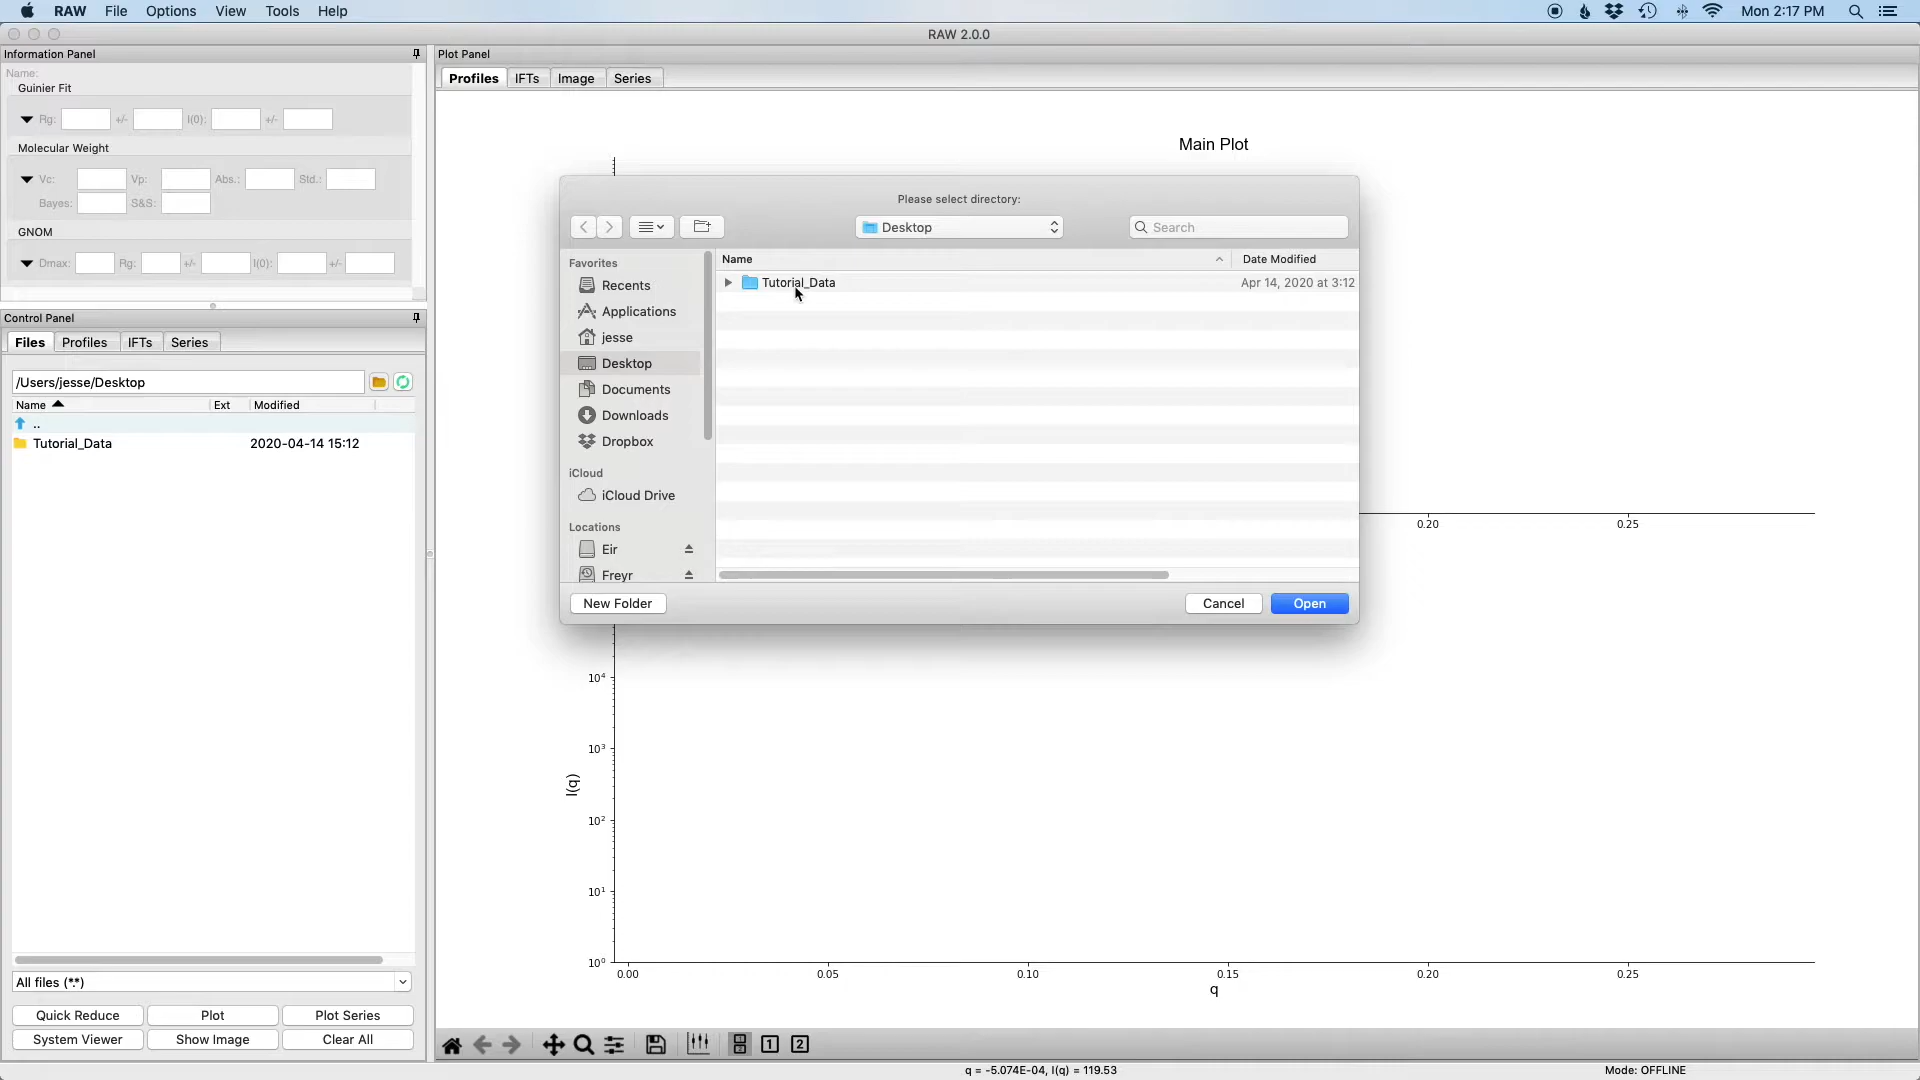 RAW File Options View Tools Help Mon 2:17 PM
RAW 2.0.0
Information Panel
Name:
Guinier Fit
Rg: +/- I(0): +/-
Molecular Weight
Vc: Vp: Abs.: Std.:
Bayes: S&S:
GNOM
Dmax: Rg: +/- I(0): +/-
Control Panel
Files Profiles IFTs Series
/Users/jesse/Desktop
Name Ext Modified
..
Tutorial_Data 2020-04-14 15:12
All files (*.*)
Quick Reduce Plot Plot Series
System Viewer Show Image Clear All
Plot Panel
Profiles IFTs Image Series
Main Plot
Please select directory:
Desktop Search
Favorites
Recents
Applications
jesse
Desktop
Documents
Downloads
Dropbox
iCloud
iCloud Drive
Locations
Eir
Freyr
Name Date Modified
Tutorial_Data Apr 14, 2020 at 3:12
New Folder Cancel Open
0.20 0.25
10⁴
10³
I(q)
10²
10¹
10⁰
0.00 0.05 0.10 0.15 0.20 0.25
q
1 2
q = -5.074E-04, I(q) = 119.53 Mode: OFFLINE